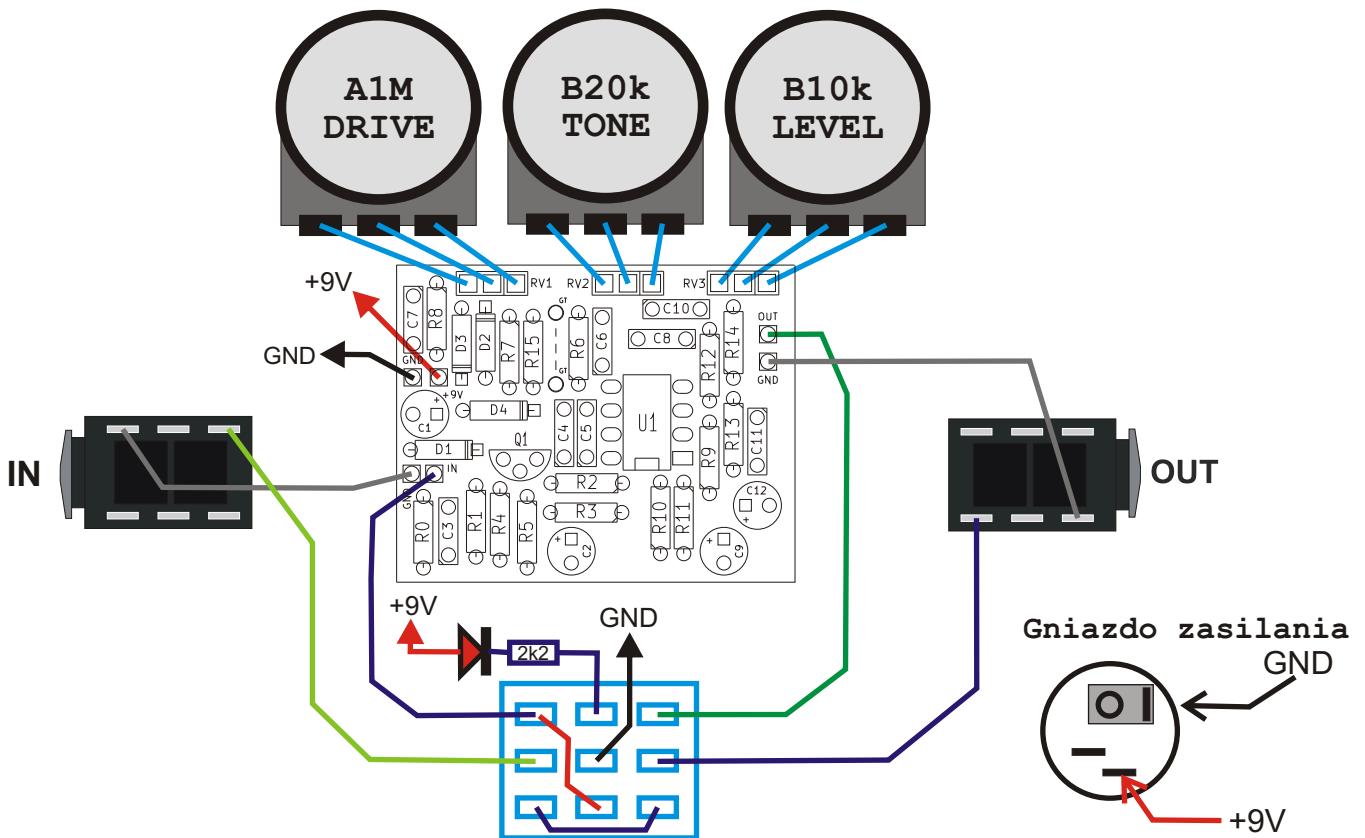 A1M
DRIVE
B20k
TONE
B10k
LEVEL
+9V
GND
RV1
RV2
RV3
C7
R8
D3
D2
R7
R15
GT
GT
R6
C6
C10
C8
R12
R14
OUT
GND
GND
+9V
+
C1
D4
D1
Q1
C4
C5
U1
R9
R13
C11
IN
GND
IN
OUT
R0
C3
R1
R4
R5
R2
R3
+
C2
R10
R11
C12
+
+
C9
+9V
2k2
GND
Gniazdo zasilania
GND
+9V